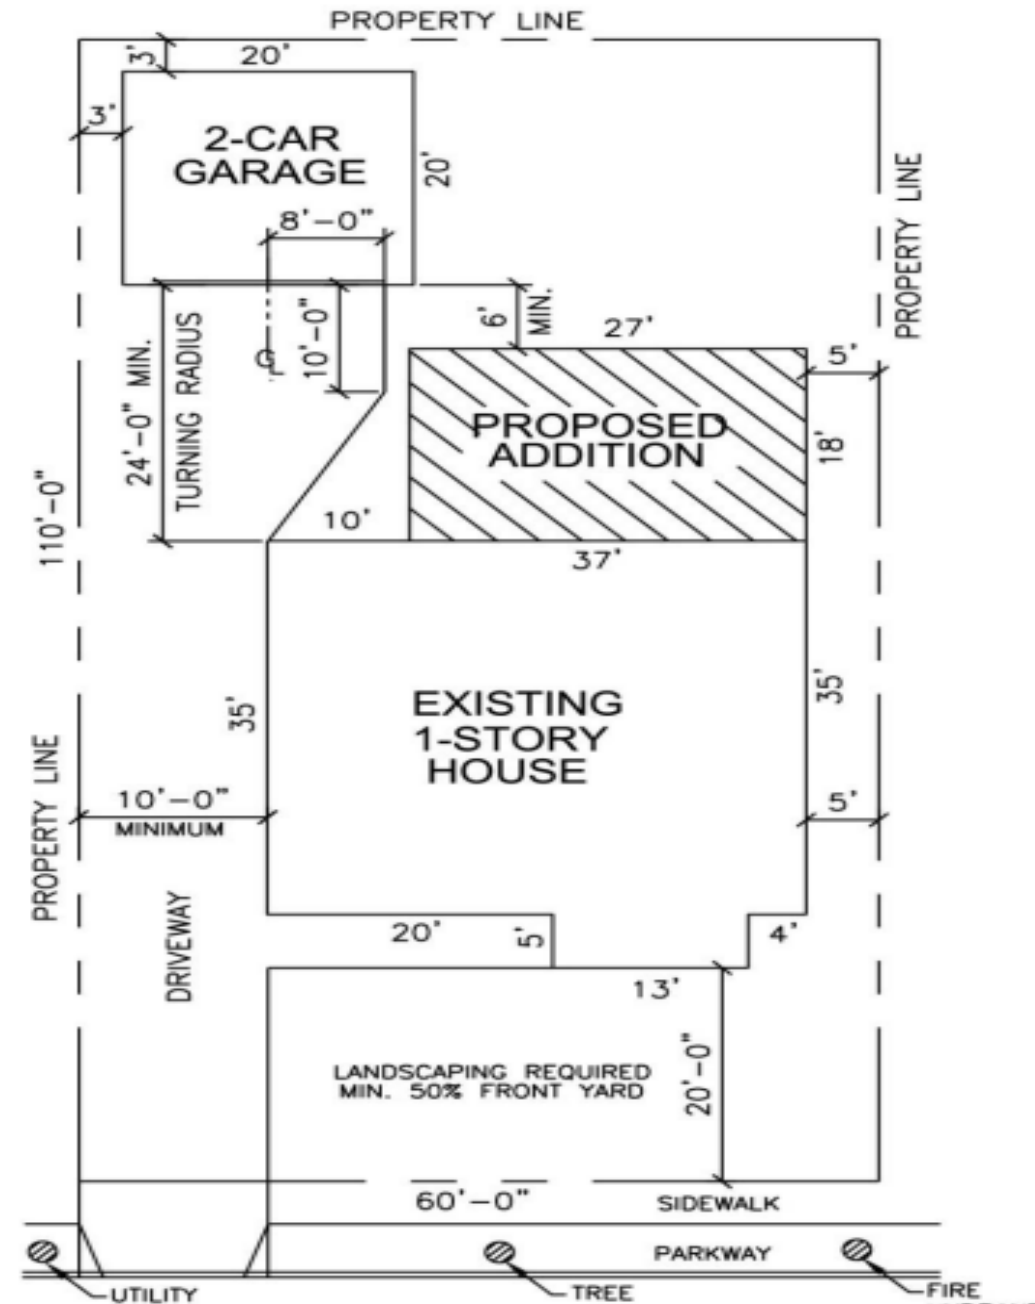 PROPERTY LINE
3'
20'
3'
2-CAR
GARAGE
20'
8'-0"
PROPERTY LINE
24'-0" MIN.
TURNING RADIUS
10'-0"
6'
MIN.
27'
5'
PROPOSED
ADDITION
18'
10'
37'
110'-0"
EXISTING
1-STORY
HOUSE
35'
35'
PROPERTY LINE
10'-0"
MINIMUM
5'
DRIVEWAY
20'
5'
4'
13'
LANDSCAPING REQUIRED
MIN. 50% FRONT YARD
20'-0"
60'-0"
SIDEWALK
PARKWAY
UTILITY
TREE
FIRE